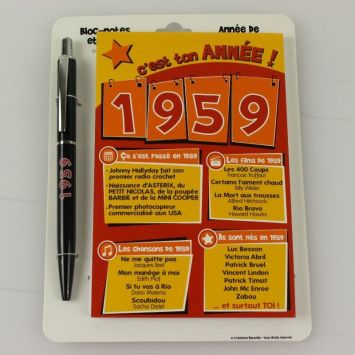 Bloc-notes
et
Année de
c'est ton ANNÉE !
1959
1959
Ça s'est passé en 1959
• Johnny Hallyday fait son
premier radio crochet
• Naissance d'ASTERIX, du
PETIT NICOLAS, de la poupée
BARBIE et de la MINI COOPER
• Premier photocopieur
commercialisé aux USA
Les films de 1959
Les 400 Coups
François Truffaut
Certains l'aiment chaud
Billy Wilder
La Mort aux trousses
Alfred Hitchcock
Rio Bravo
Howard Hawks
Les chansons de 1959
Ne me quitte pas
Jacques Brel
Mon manège à moi
Edith Piaf
Si tu vas à Rio
Dario Moreno
Scoubidou
Sacha Distel
Ils sont nés en 1959
Luc Besson
Victoria Abril
Patrick Bruel
Vincent Lindon
Patrick Timsit
John Mc Enroe
Zabou
... et surtout TOI !